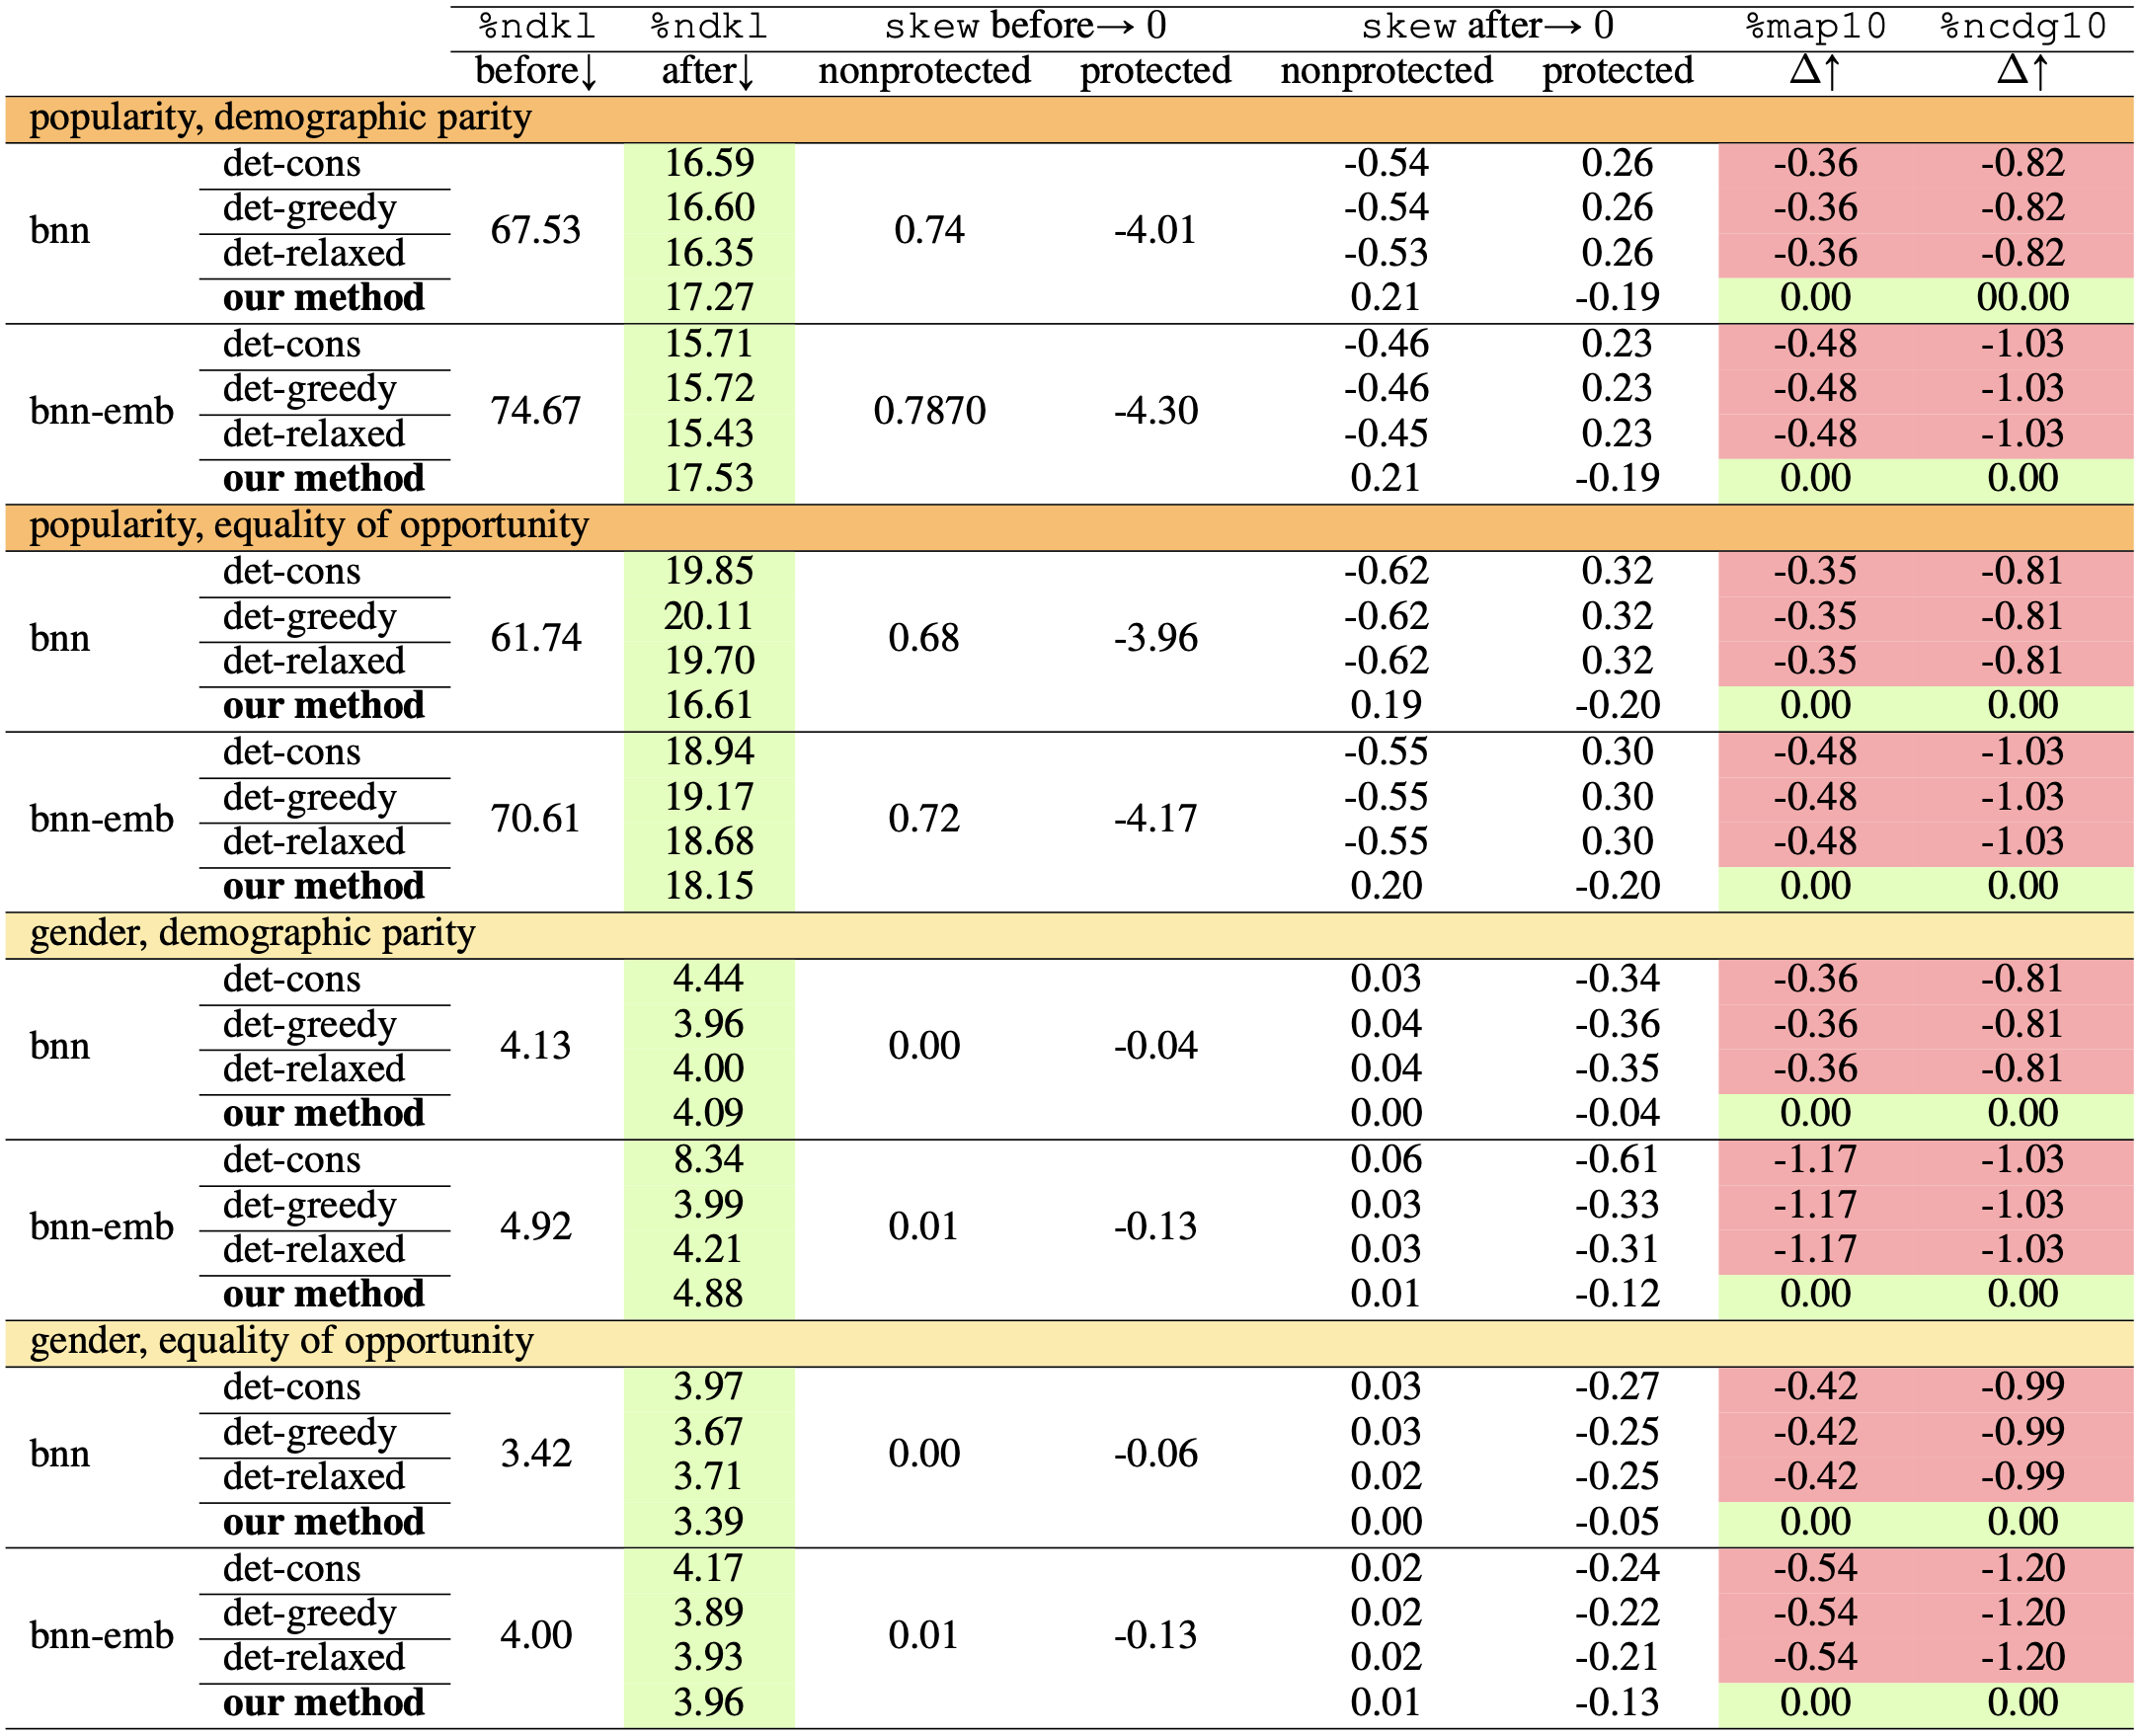 %ndkl %ndkl skew before→ 0 skew after→ 0 %map10 %ncdg10
before↓ after↓ nonprotected protected nonprotected protected Δ↑ Δ↑
popularity, demographic parity
det-cons 16.59 -0.54 0.26 -0.36 -0.82
det-greedy 16.60 -0.54 0.26 -0.36 -0.82
bnn 67.53 0.74 -4.01
det-relaxed 16.35 -0.53 0.26 -0.36 -0.82
our method 17.27 0.21 -0.19 0.00 00.00
det-cons 15.71 -0.46 0.23 -0.48 -1.03
det-greedy 15.72 -0.46 0.23 -0.48 -1.03
bnn-emb 74.67 0.7870 -4.30
det-relaxed 15.43 -0.45 0.23 -0.48 -1.03
our method 17.53 0.21 -0.19 0.00 0.00
popularity, equality of opportunity
det-cons 19.85 -0.62 0.32 -0.35 -0.81
det-greedy 20.11 -0.62 0.32 -0.35 -0.81
bnn 61.74 0.68 -3.96
det-relaxed 19.70 -0.62 0.32 -0.35 -0.81
our method 16.61 0.19 -0.20 0.00 0.00
det-cons 18.94 -0.55 0.30 -0.48 -1.03
det-greedy 19.17 -0.55 0.30 -0.48 -1.03
bnn-emb 70.61 0.72 -4.17
det-relaxed 18.68 -0.55 0.30 -0.48 -1.03
our method 18.15 0.20 -0.20 0.00 0.00
gender, demographic parity
det-cons 4.44 0.03 -0.34 -0.36 -0.81
det-greedy 3.96 0.04 -0.36 -0.36 -0.81
bnn 4.13 0.00 -0.04
det-relaxed 4.00 0.04 -0.35 -0.36 -0.81
our method 4.09 0.00 -0.04 0.00 0.00
det-cons 8.34 0.06 -0.61 -1.17 -1.03
det-greedy 3.99 0.03 -0.33 -1.17 -1.03
bnn-emb 4.92 0.01 -0.13
det-relaxed 4.21 0.03 -0.31 -1.17 -1.03
our method 4.88 0.01 -0.12 0.00 0.00
gender, equality of opportunity
det-cons 3.97 0.03 -0.27 -0.42 -0.99
det-greedy 3.67 0.03 -0.25 -0.42 -0.99
bnn 3.42 0.00 -0.06
det-relaxed 3.71 0.02 -0.25 -0.42 -0.99
our method 3.39 0.00 -0.05 0.00 0.00
det-cons 4.17 0.02 -0.24 -0.54 -1.20
det-greedy 3.89 0.02 -0.22 -0.54 -1.20
bnn-emb 4.00 0.01 -0.13
det-relaxed 3.93 0.02 -0.21 -0.54 -1.20
our method 3.96 0.01 -0.13 0.00 0.00